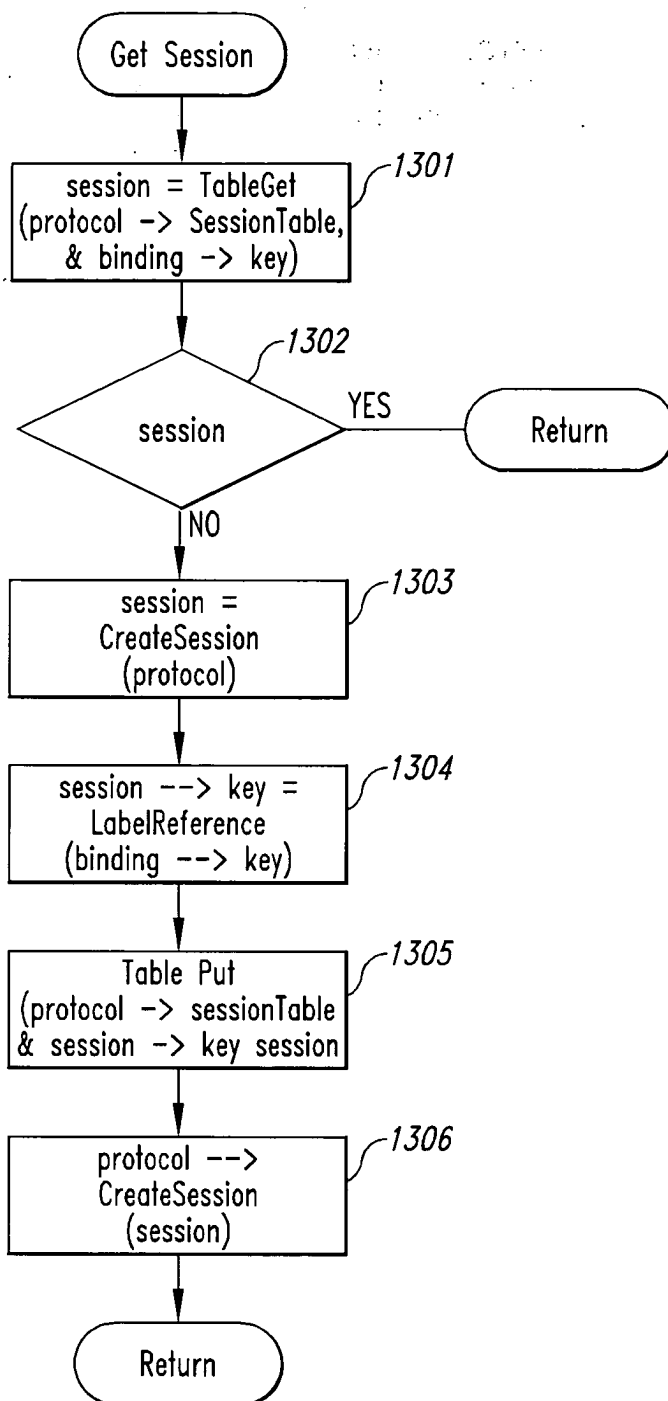 Get Session
1301
session = TableGet
(protocol -> SessionTable,
& binding -> key)
1302
session
YES
Return
NO
1303
session =
CreateSession
(protocol)
1304
session --> key =
LabelReference
(binding --> key)
1305
Table Put
(protocol -> sessionTable
& session -> key session
1306
protocol -->
CreateSession
(session)
Return